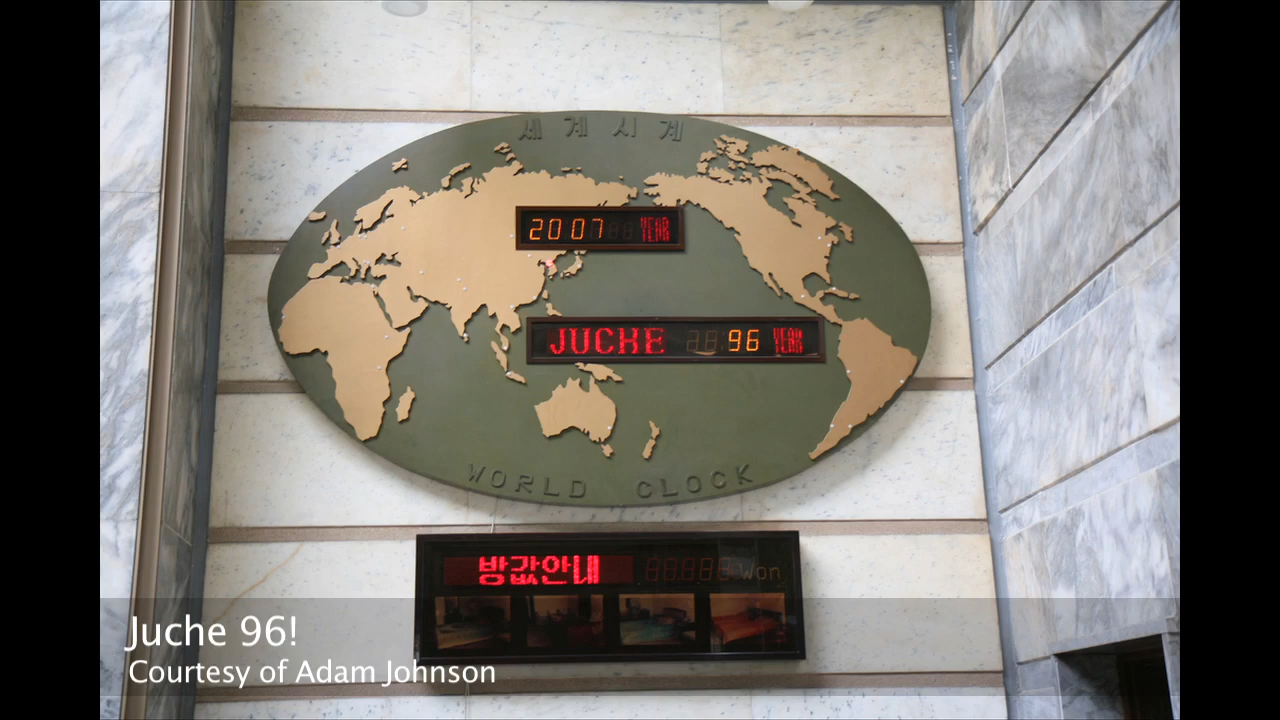 세계시계
2007 YEAR
JUCHE 96 YEAR
WORLD CLOCK
방값안내 Won
Juche 96!
Courtesy of Adam Johnson